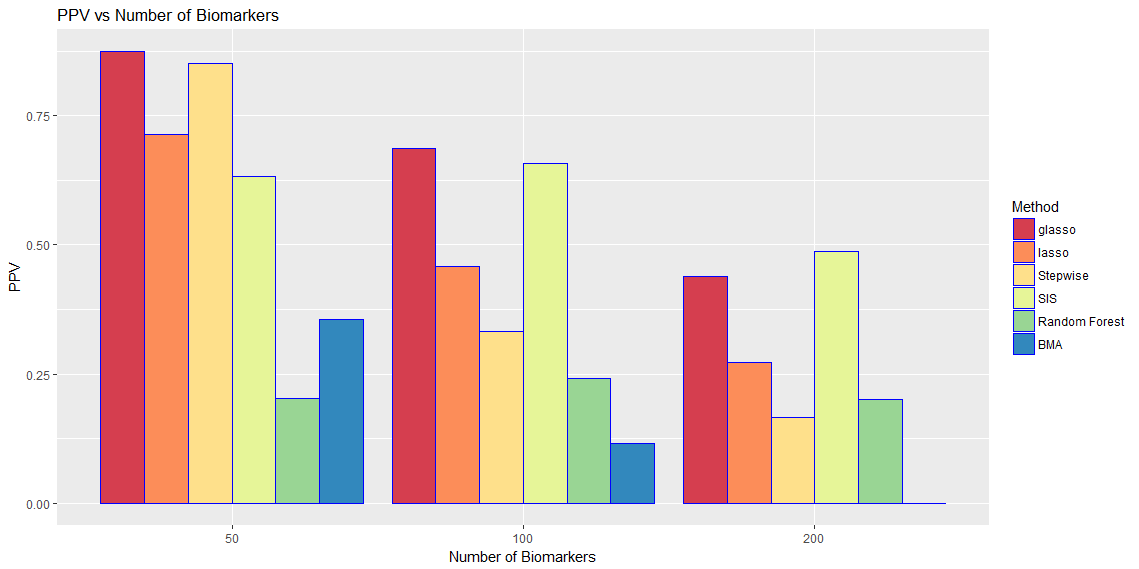 PPV vs Number of Biomarkers
PPV
0.75
0.50
0.25
0.00
50
100
200
Number of Biomarkers
Method
glasso
lasso
Stepwise
SIS
Random Forest
BMA